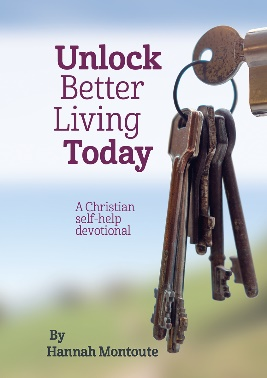 Unlock
Better
Living
Today
A Christian
self-help
devotional
By
Hannah Montoute